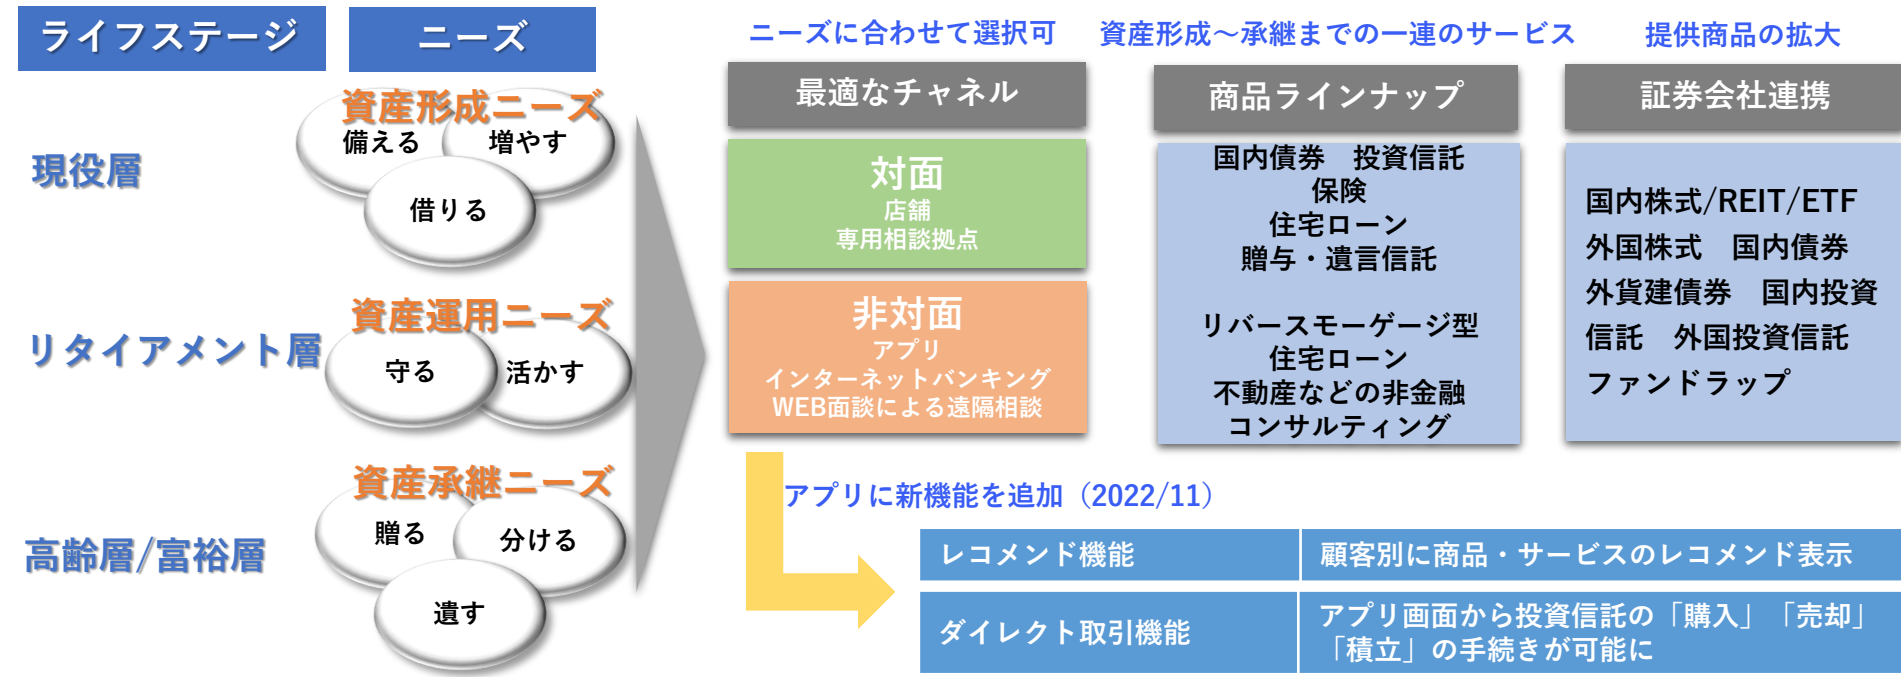 ライフステージ
ニーズ
現役層
資産形成ニーズ
備える
増やす
借りる
リタイアメント層
資産運用ニーズ
守る
活かす
高齢層/富裕層
資産承継ニーズ
贈る
分ける
遺す
ニーズに合わせて選択可
最適なチャネル
対面
店舗
専用相談拠点
非対面
アプリ
インターネットバンキング
WEB面談による遠隔相談
資産形成～承継までの一連のサービス
商品ラインナップ
国内債券　投資信託
保険
住宅ローン
贈与・遺言信託
リバースモーゲージ型
住宅ローン
不動産などの非金融
コンサルティング
提供商品の拡大
証券会社連携
国内株式/REIT/ETF
外国株式　国内債券
外貨建債券　国内投資
信託　外国投資信託
ファンドラップ
アプリに新機能を追加（2022/11）
レコメンド機能
顧客別に商品・サービスのレコメンド表示
ダイレクト取引機能
アプリ画面から投資信託の「購入」「売却」
「積立」の手続きが可能に